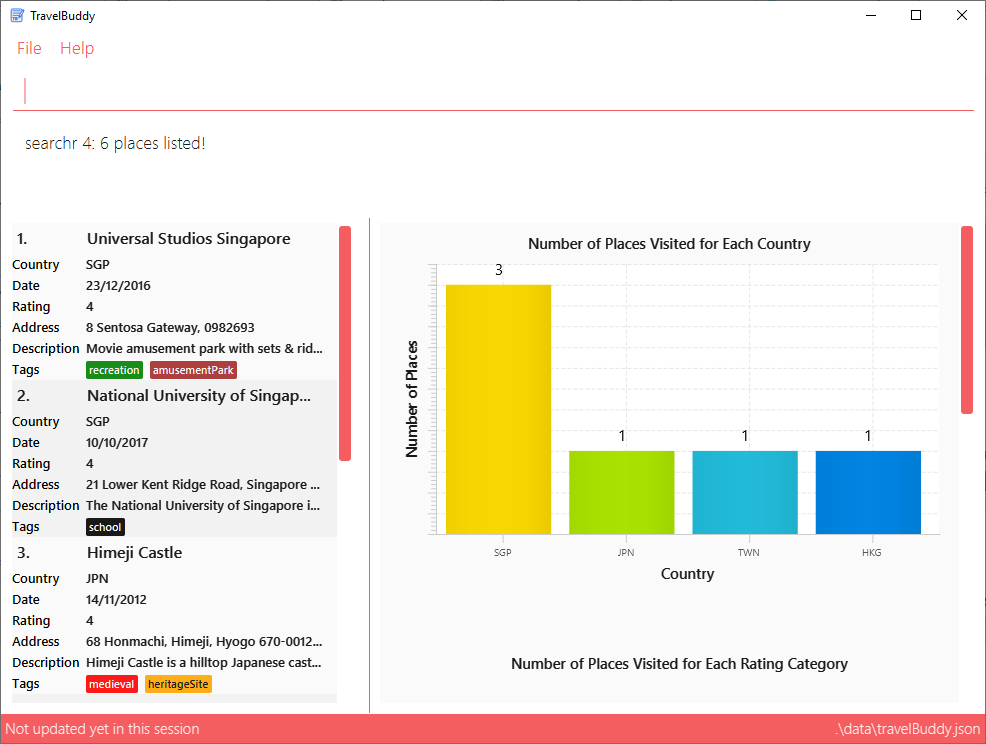 TravelBuddy
File Help
searchr 4: 6 places listed!
1. Universal Studios Singapore
Country SGP
Date 23/12/2016
Rating 4
Address 8 Sentosa Gateway, 0982693
Description Movie amusement park with sets & rid...
Tags recreation amusementPark
2. National University of Singap...
Country SGP
Date 10/10/2017
Rating 4
Address 21 Lower Kent Ridge Road, Singapore ...
Description The National University of Singapore i...
Tags school
3. Himeji Castle
Country JPN
Date 14/11/2012
Rating 4
Address 68 Honmachi, Himeji, Hyogo 670-0012...
Description Himeji Castle is a hilltop Japanese cast...
Tags medieval heritageSite
Number of Places Visited for Each Country
Number of Places
3
1
1
1
SGP
JPN
TWN
HKG
Country
Number of Places Visited for Each Rating Category
Not updated yet in this session
.\data\travelBuddy.json